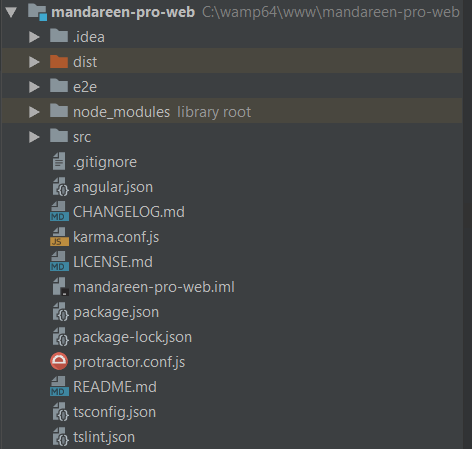 mandareen-pro-web C:\wamp64\www\mandareen-pro-web
.idea
dist
e2e
node_modules library root
src
.gitignore
angular.json
CHANGELOG.md
karma.conf.js
LICENSE.md
mandareen-pro-web.iml
package.json
package-lock.json
protractor.conf.js
README.md
tsconfig.json
tslint.json